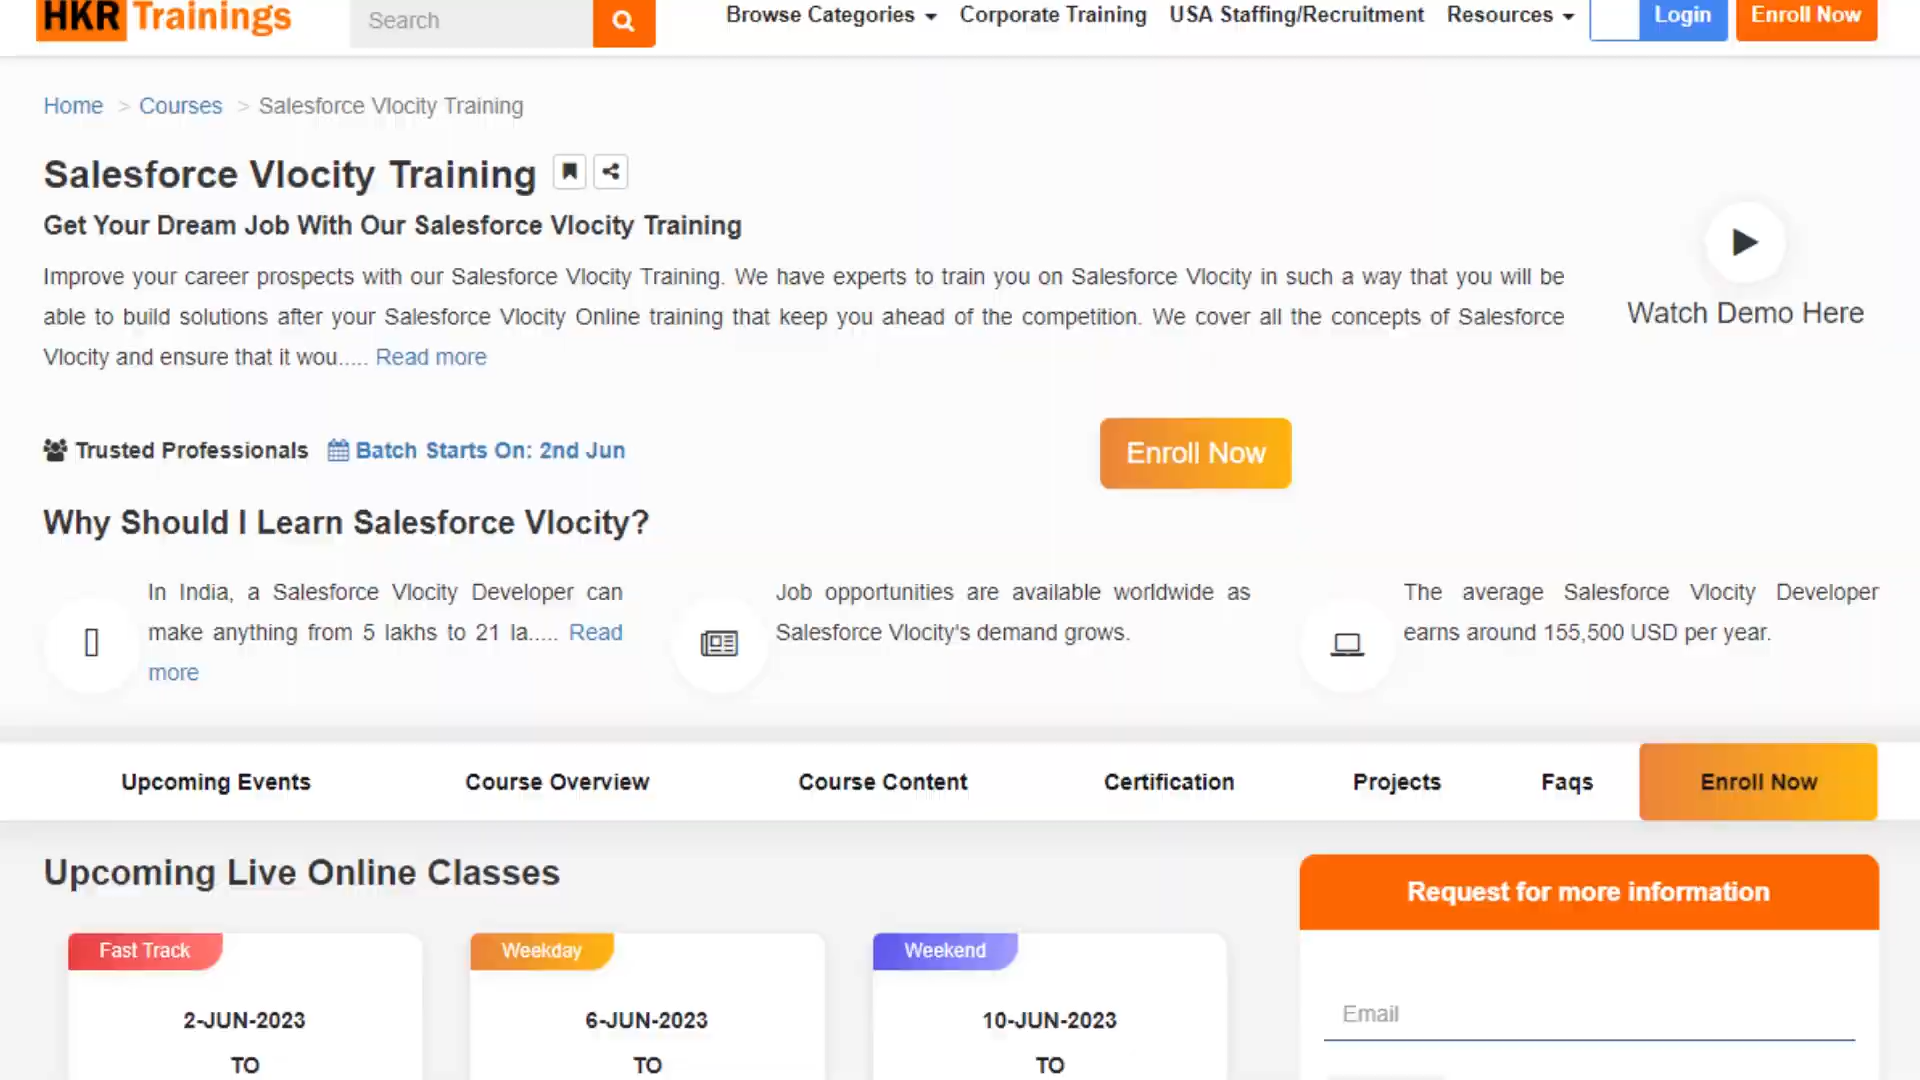 HKR Trainings
Search
Browse Categories
Corporate Training
USA Staffing/Recruitment
Resources
Login
Enroll Now
Home > Courses > Salesforce Vlocity Training
Salesforce Vlocity Training
Get Your Dream Job With Our Salesforce Vlocity Training
Improve your career prospects with our Salesforce Vlocity Training. We have experts to train you on Salesforce Vlocity in such a way that you will be
able to build solutions after your Salesforce Vlocity Online training that keep you ahead of the competition. We cover all the concepts of Salesforce
Vlocity and ensure that it wou..... Read more
Watch Demo Here
Trusted Professionals
Batch Starts On: 2nd Jun
Enroll Now
Why Should I Learn Salesforce Vlocity?
In India, a Salesforce Vlocity Developer can
make anything from 5 lakhs to 21 la..... Read
more
Job opportunities are available worldwide as
Salesforce Vlocity's demand grows.
The average Salesforce Vlocity Developer
earns around 155,500 USD per year.
Upcoming Events
Course Overview
Course Content
Certification
Projects
Faqs
Enroll Now
Upcoming Live Online Classes
Fast Track
2-JUN-2023
TO
Weekday
6-JUN-2023
TO
Weekend
10-JUN-2023
TO
Request for more information
Email